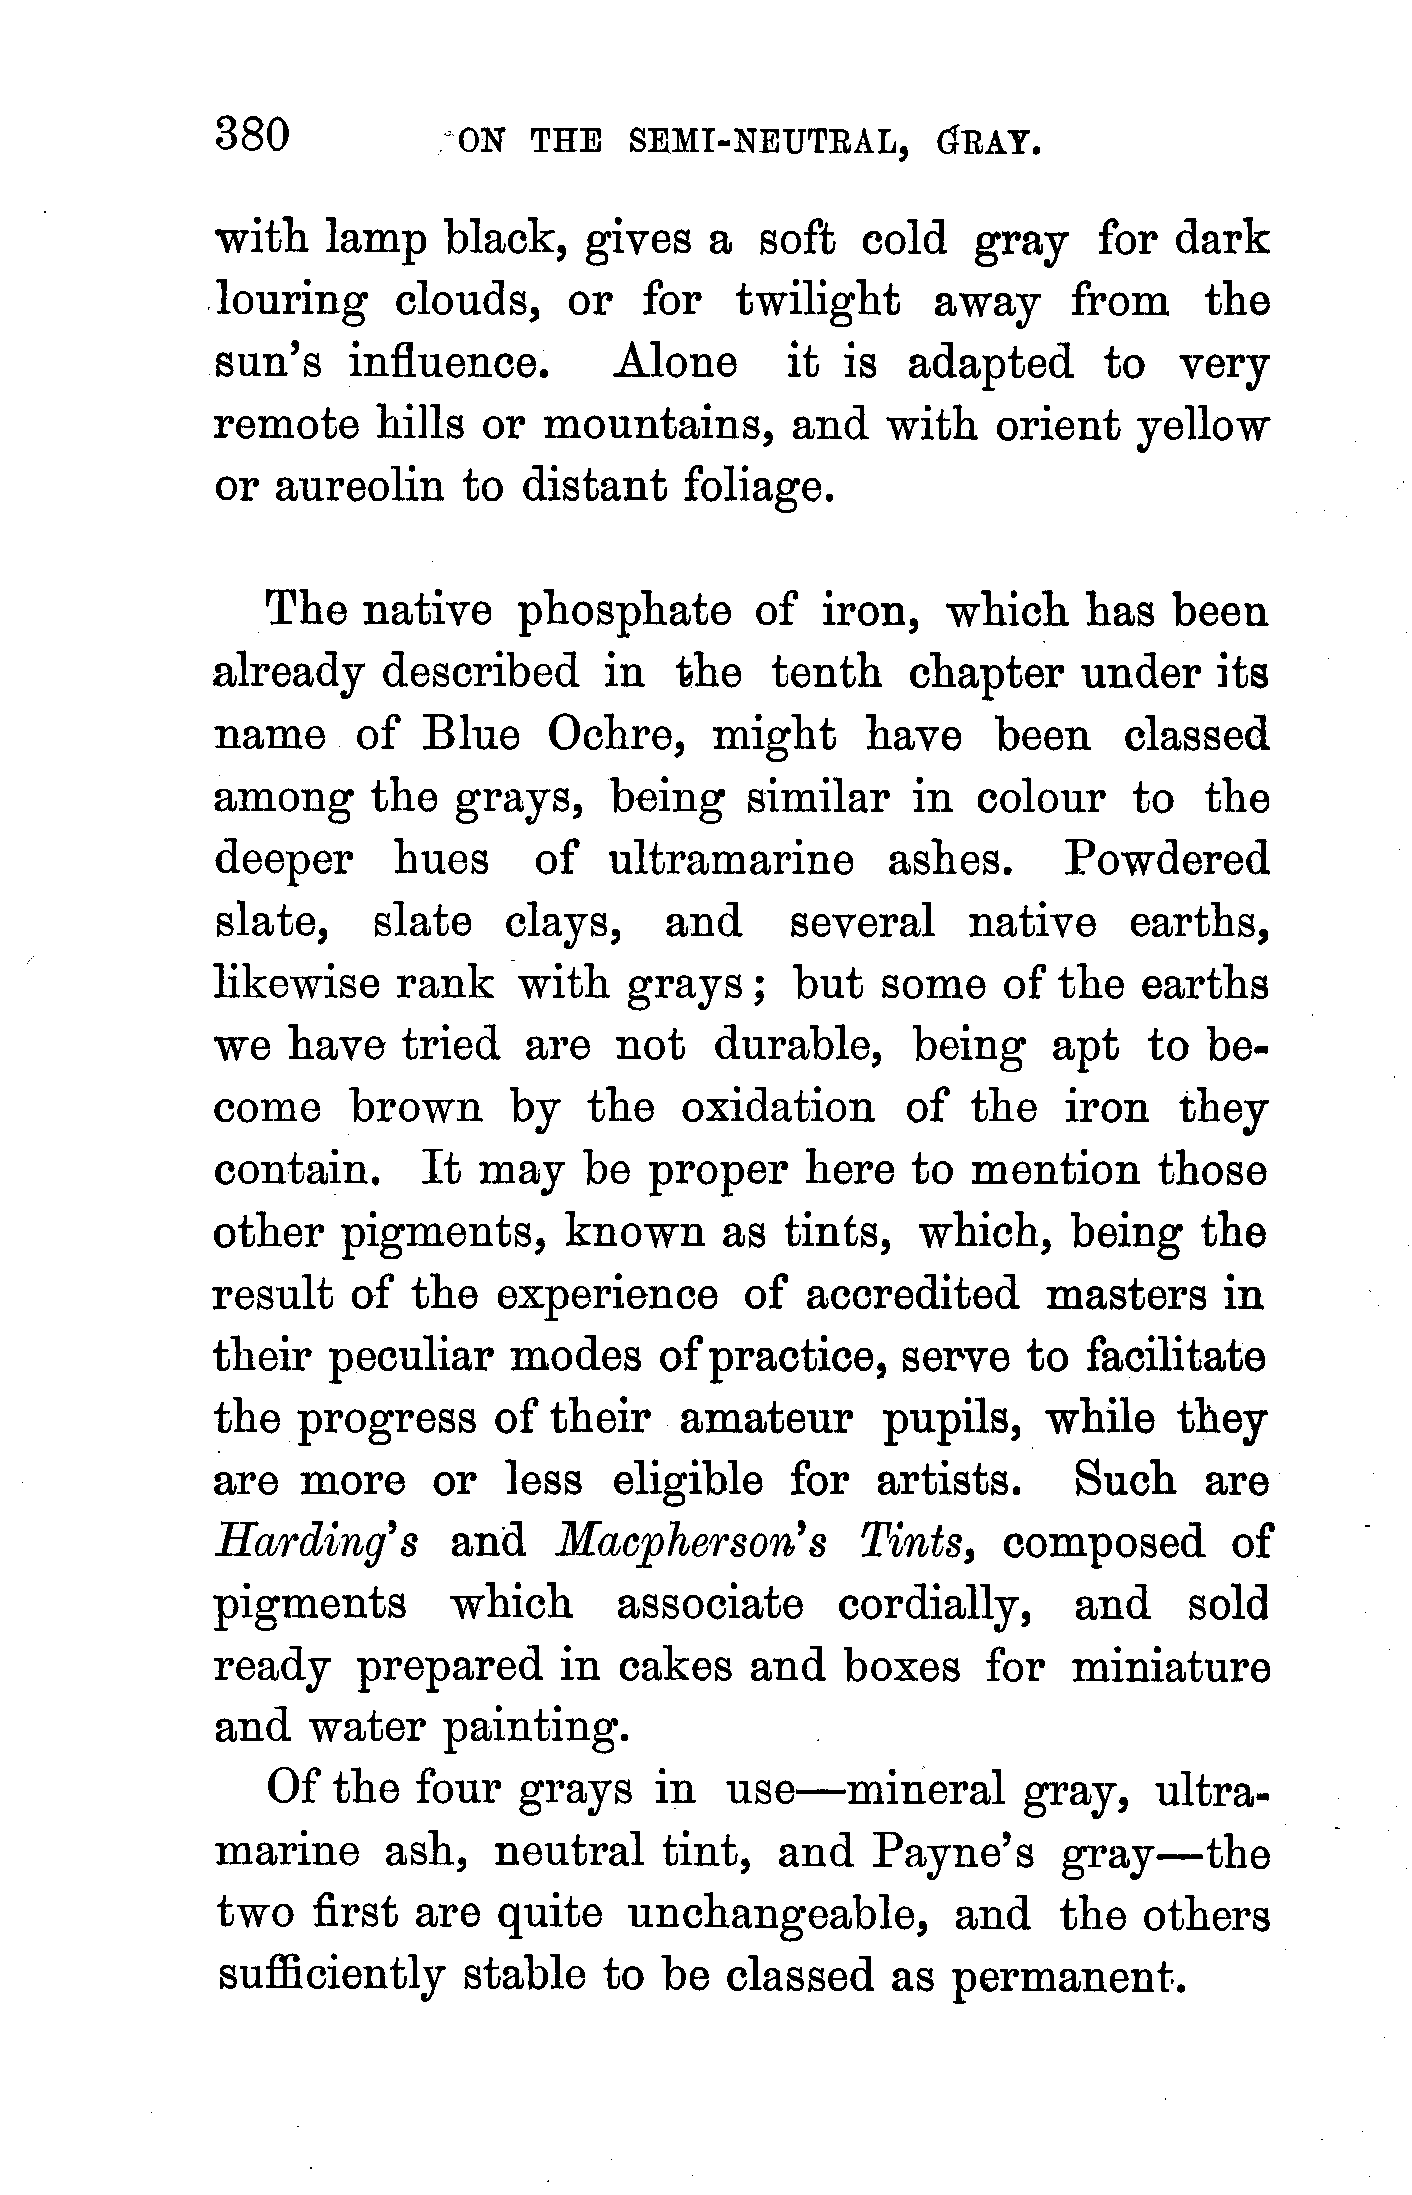 380 ON THE SEMI-NEUTRAL, GRAY.
with lamp black, gives a soft cold gray for dark
louring clouds, or for twilight away from the
sun's influence. Alone it is adapted to very
remote hills or mountains, and with orient yellow
or aureolin to distant foliage.
The native phosphate of iron, which has been
already described in the tenth chapter under its
name of Blue Ochre, might have been classed
among the grays, being similar in colour to the
deeper hues of ultramarine ashes. Powdered
slate, slate clays, and several native earths,
likewise rank with grays; but some of the earths
we have tried are not durable, being apt to be-
come brown by the oxidation of the iron they
contain. It may be proper here to mention those
other pigments, known as tints, which, being the
result of the experience of accredited masters in
their peculiar modes of practice, serve to facilitate
the progress of their amateur pupils, while they
are more or less eligible for artists. Such are
Harding's and Macpherson's Tints, composed of
pigments which associate cordially, and sold
ready prepared in cakes and boxes for miniature
and water painting.
Of the four grays in use—mineral gray, ultra-
marine ash, neutral tint, and Payne's gray—the
two first are quite unchangeable, and the others
sufficiently stable to be classed as permanent.